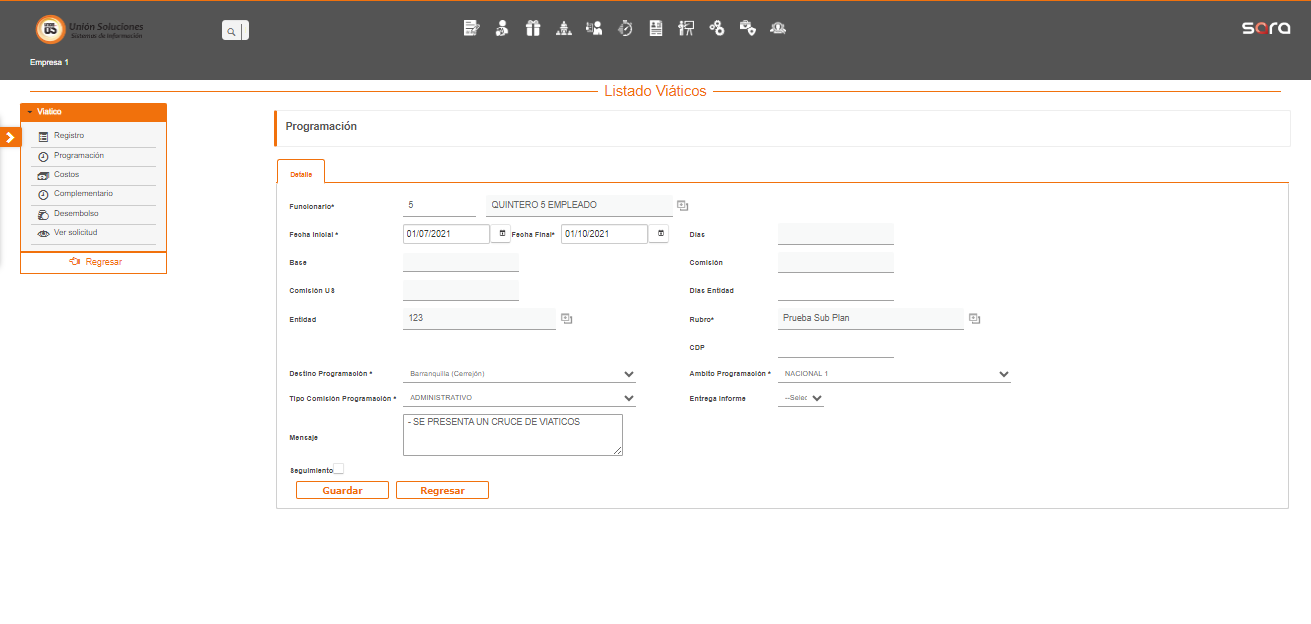 Unión Soluciones
Sistemas de Información
sara
Empresa 1
Listado Viáticos
Viatico
Registro
Programación
Costos
Complementario
Desembolso
Ver solicitud
Regresar
Programación
Detalle
Funcionario* 5 QUINTERO 5 EMPLEADO
Fecha Inicial * 01/07/2021 Fecha Final* 01/10/2021 Dias
Base Comisión
Comisión US Dias Entidad
Entidad 123 Rubro* Prueba Sub Plan
CDP
Destino Programación * Barranquilla (Cerrejón) Ambito Programación * NACIONAL 1
Tipo Comisión Programación * ADMINISTRATIVO Entrega Informe --Selec
Mensaje - SE PRESENTA UN CRUCE DE VIATICOS
Seguimiento
Guardar Regresar